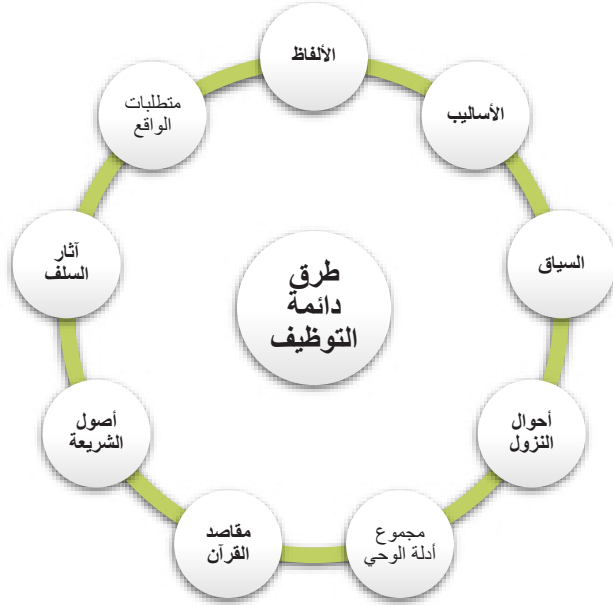 الألفاظ
الأساليب
السياق
أحوال
النزول
مجموع
أدلة الوحي
مقاصد
القرآن
أصول
الشريعة
آثار
السلف
متطلبات
الواقع
طرق
دائمة
التوظيف